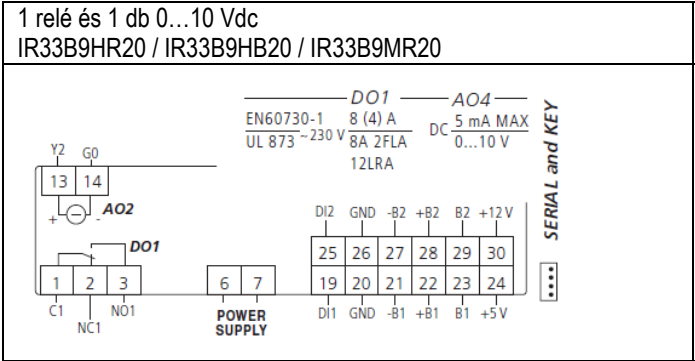 1 relé és 1 db 0…10 Vdc
IR33B9HR20 / IR33B9HB20 / IR33B9MR20
DO1 AO4
EN60730-1 8 (4) A DC 5 mA MAX
UL 873 ~230 V 8A 2FLA 0...10 V
12LRA
SERIAL and KEY
Y2 G0
13 14
+ - AO2
DI2 GND -B2 +B2 B2 +12 V
DO1
25 26 27 28 29 30
1 2 3 6 7 19 20 21 22 23 24
C1 NO1 POWER DI1 GND -B1 +B1 B1 +5 V
NC1 SUPPLY